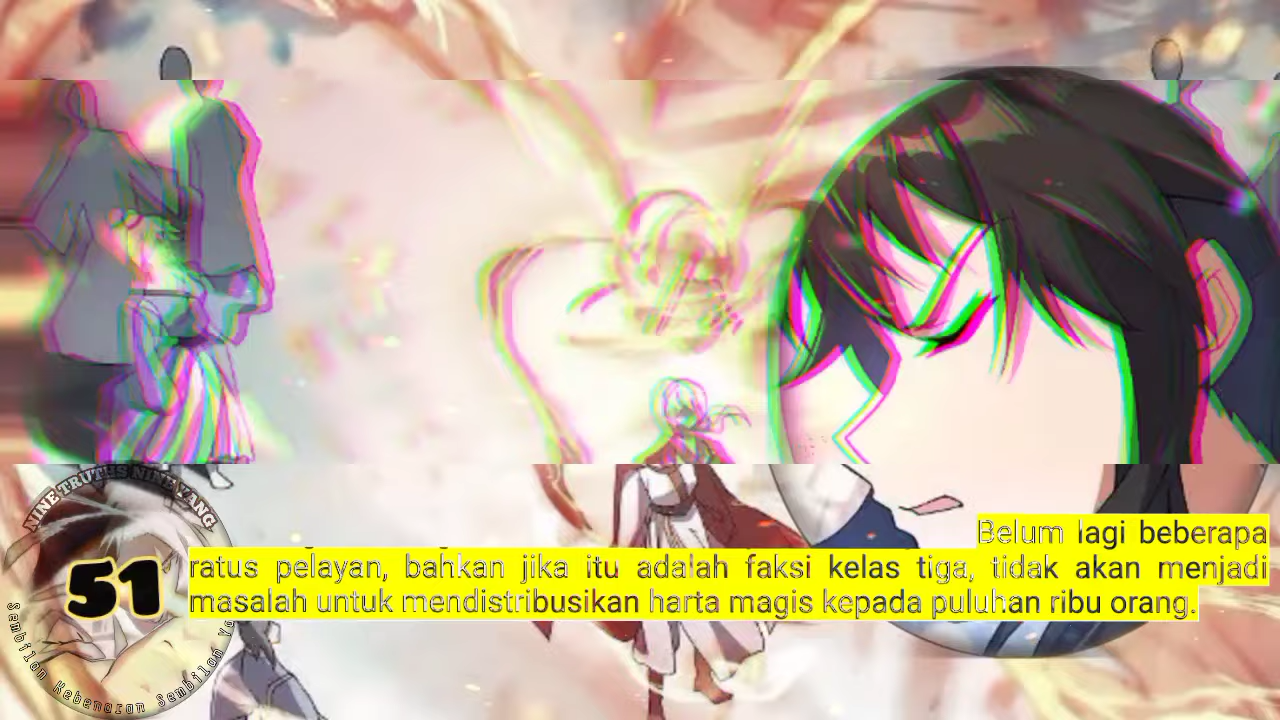 NINE TRUTHS NINE YANG
51
Belum lagi beberapa
ratus pelayan, bahkan jika itu adalah faksi kelas tiga, tidak akan menjadi
masalah untuk mendistribusikan harta magis kepada puluhan ribu orang.
Sembilan Kebenaran Sembilan Ya